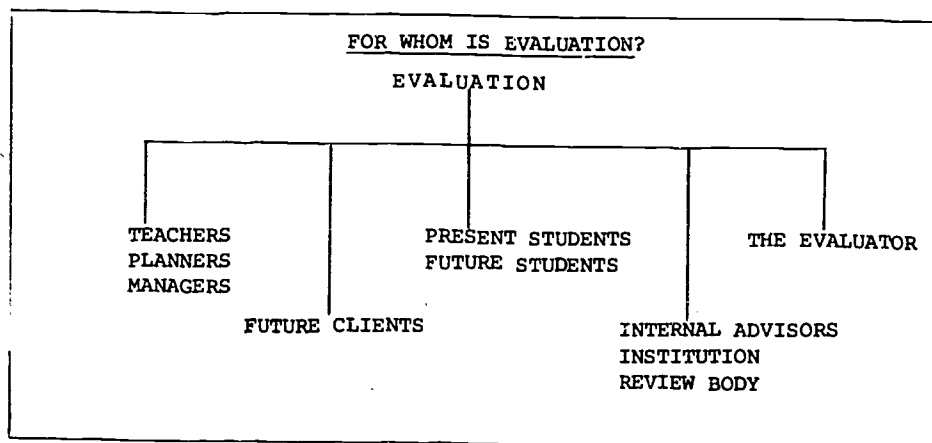 FOR WHOM IS EVALUATION?
EVALUATION
TEACHERS
PLANNERS
MANAGERS
FUTURE CLIENTS
PRESENT STUDENTS
FUTURE STUDENTS
INTERNAL ADVISORS
INSTITUTION
REVIEW BODY
THE EVALUATOR